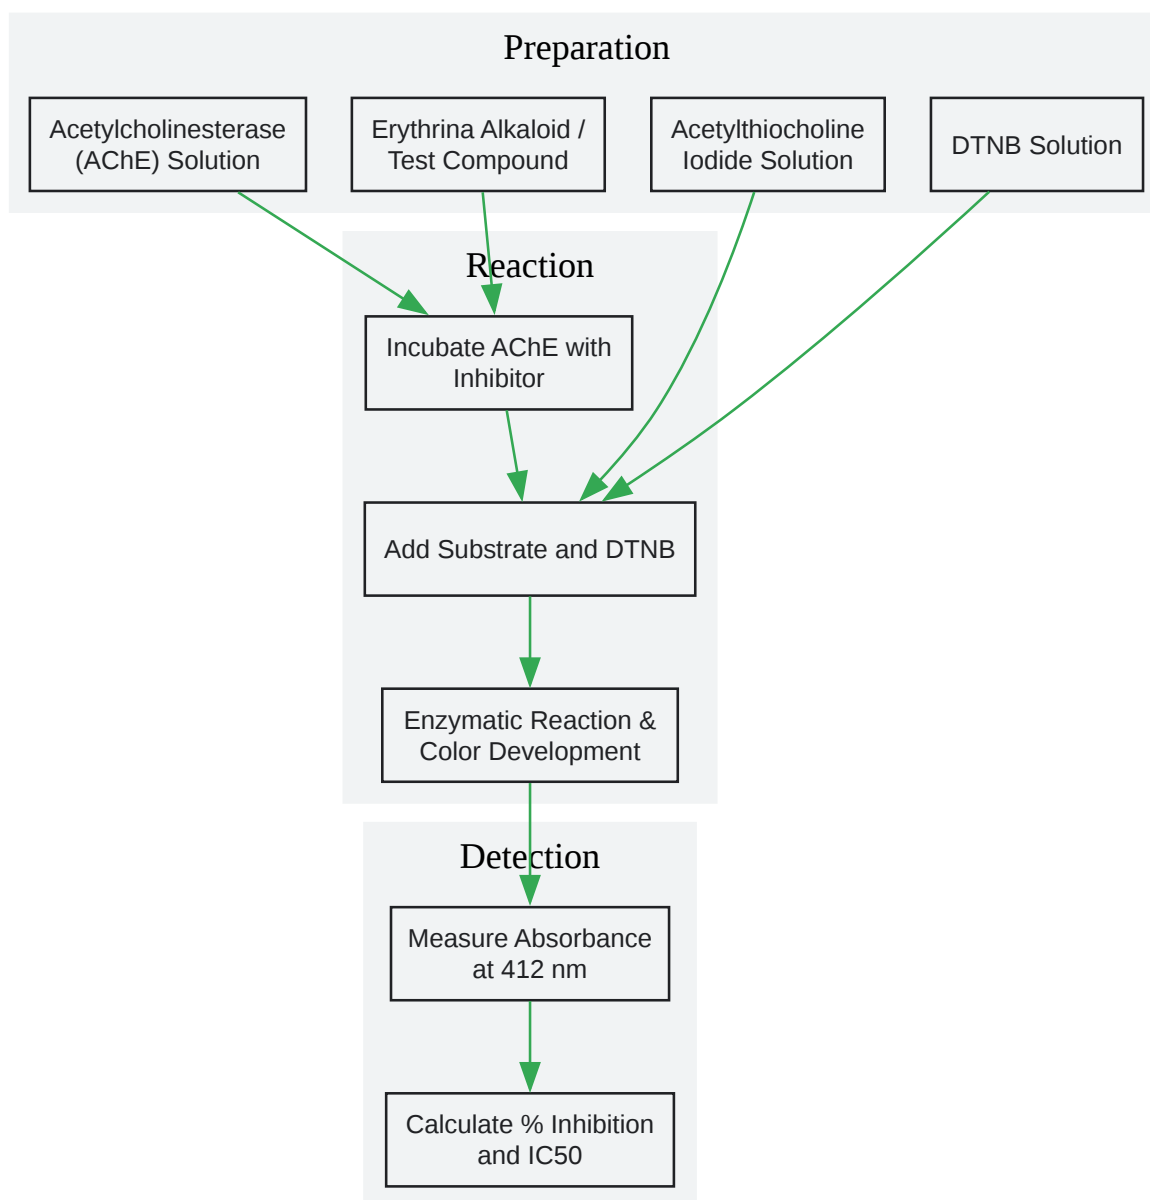 Preparation
Acetylcholinesterase
(AChE) Solution
Erythrina Alkaloid /
Test Compound
Acetylthiocholine
Iodide Solution
DTNB Solution
Reaction
Incubate AChE with
Inhibitor
Add Substrate and DTNB
Enzymatic Reaction &
Color Development
Detection
Measure Absorbance
at 412 nm
Calculate % Inhibition
and IC50